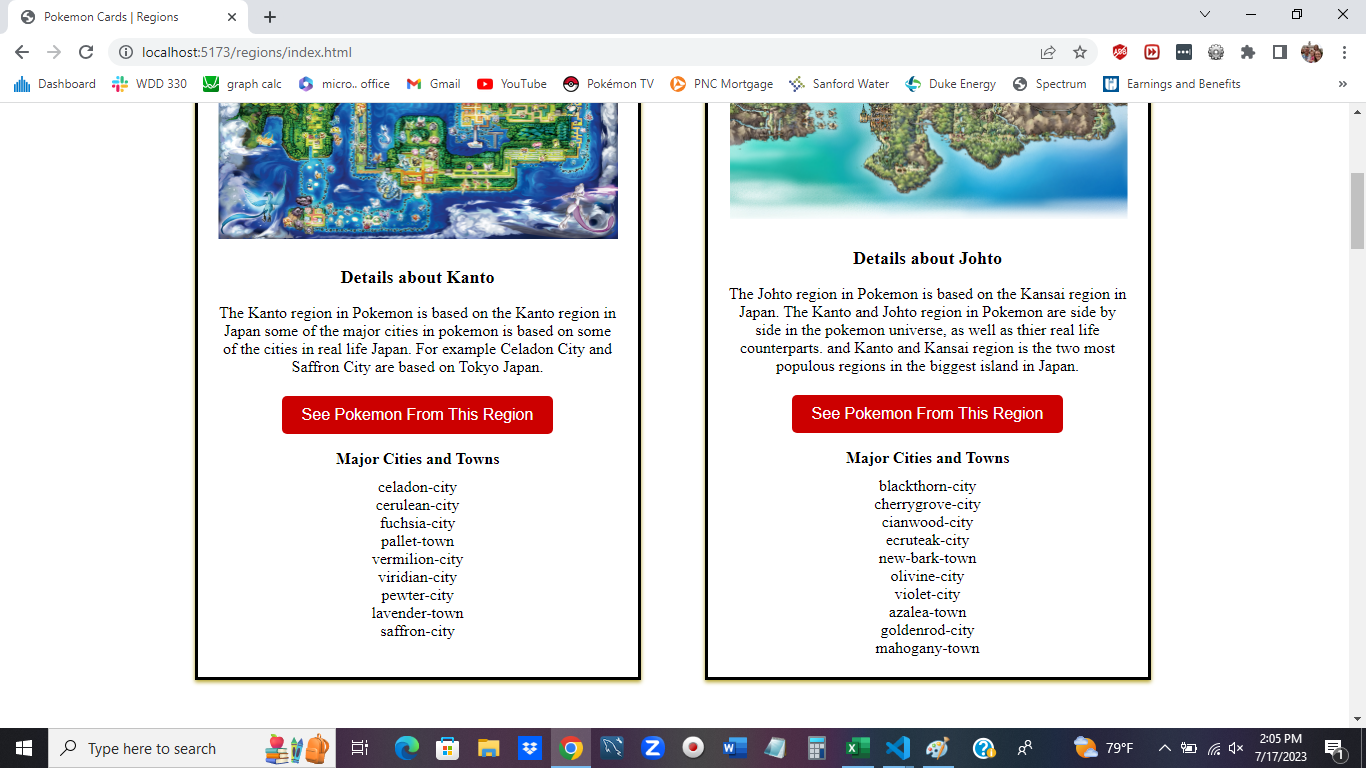 Pokemon Cards | Regions
localhost:5173/regions/index.html
ABP
Dashboard
WDD 330
graph calc
micro.. office
Gmail
YouTube
Pokémon TV
PNC Mortgage
Sanford Water
Duke Energy
Spectrum
Earnings and Benefits
Details about Kanto
The Kanto region in Pokemon is based on the Kanto region in
Japan some of the major cities in pokemon is based on some
of the cities in real life Japan. For example Celadon City and
Saffron City are based on Tokyo Japan.
See Pokemon From This Region
Major Cities and Towns
celadon-city
cerulean-city
fuchsia-city
pallet-town
vermilion-city
viridian-city
pewter-city
lavender-town
saffron-city
Details about Johto
The Johto region in Pokemon is based on the Kansai region in
Japan. The Kanto and Johto region in Pokemon are side by
side in the pokemon universe, as well as thier real life
counterparts. and Kanto and Kansai region is the two most
populous regions in the biggest island in Japan.
See Pokemon From This Region
Major Cities and Towns
blackthorn-city
cherrygrove-city
cianwood-city
ecruteak-city
new-bark-town
olivine-city
violet-city
azalea-town
goldenrod-city
mahogany-town
Type here to search
79°F
2:05 PM
7/17/2023
1